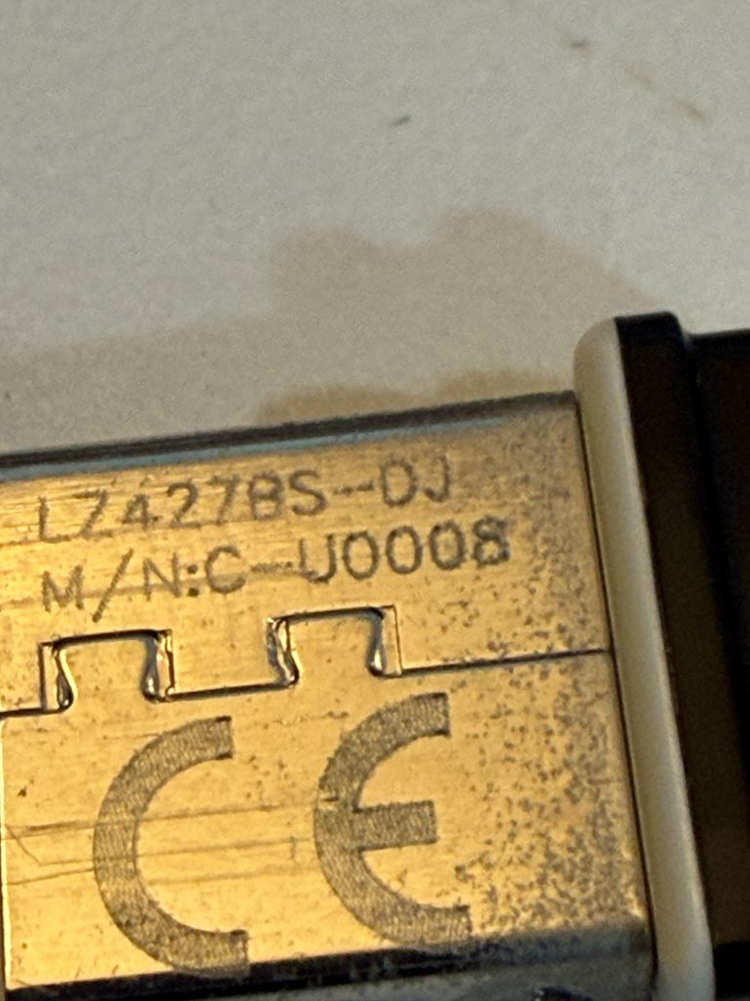 LZ427BS-DJ
M/N:C-U0008
CE